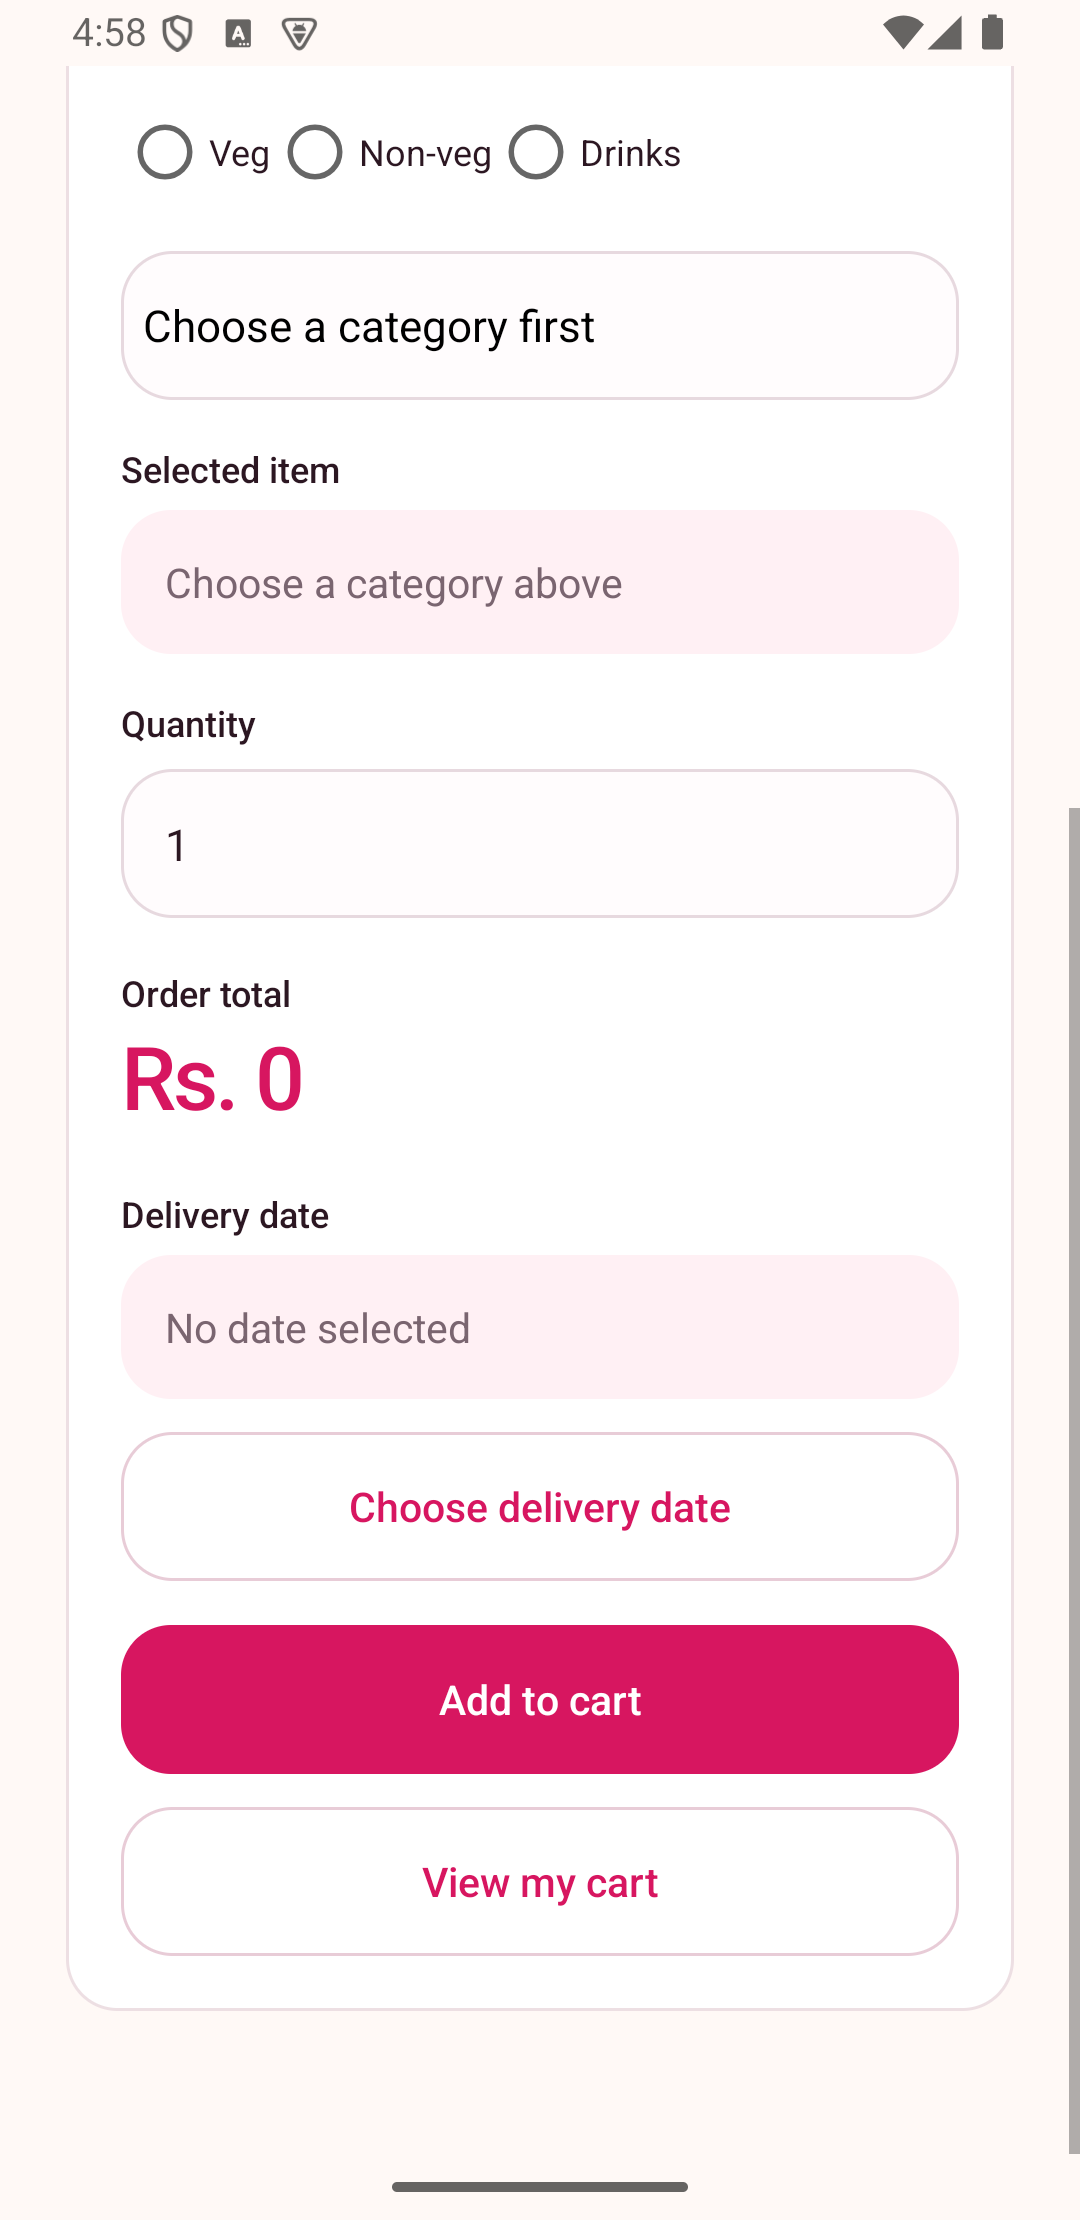 4:58
Veg Non-veg Drinks
Choose a category first
Selected item
Choose a category above
Quantity
1
Order total
Rs. 0
Delivery date
No date selected
Choose delivery date
Add to cart
View my cart